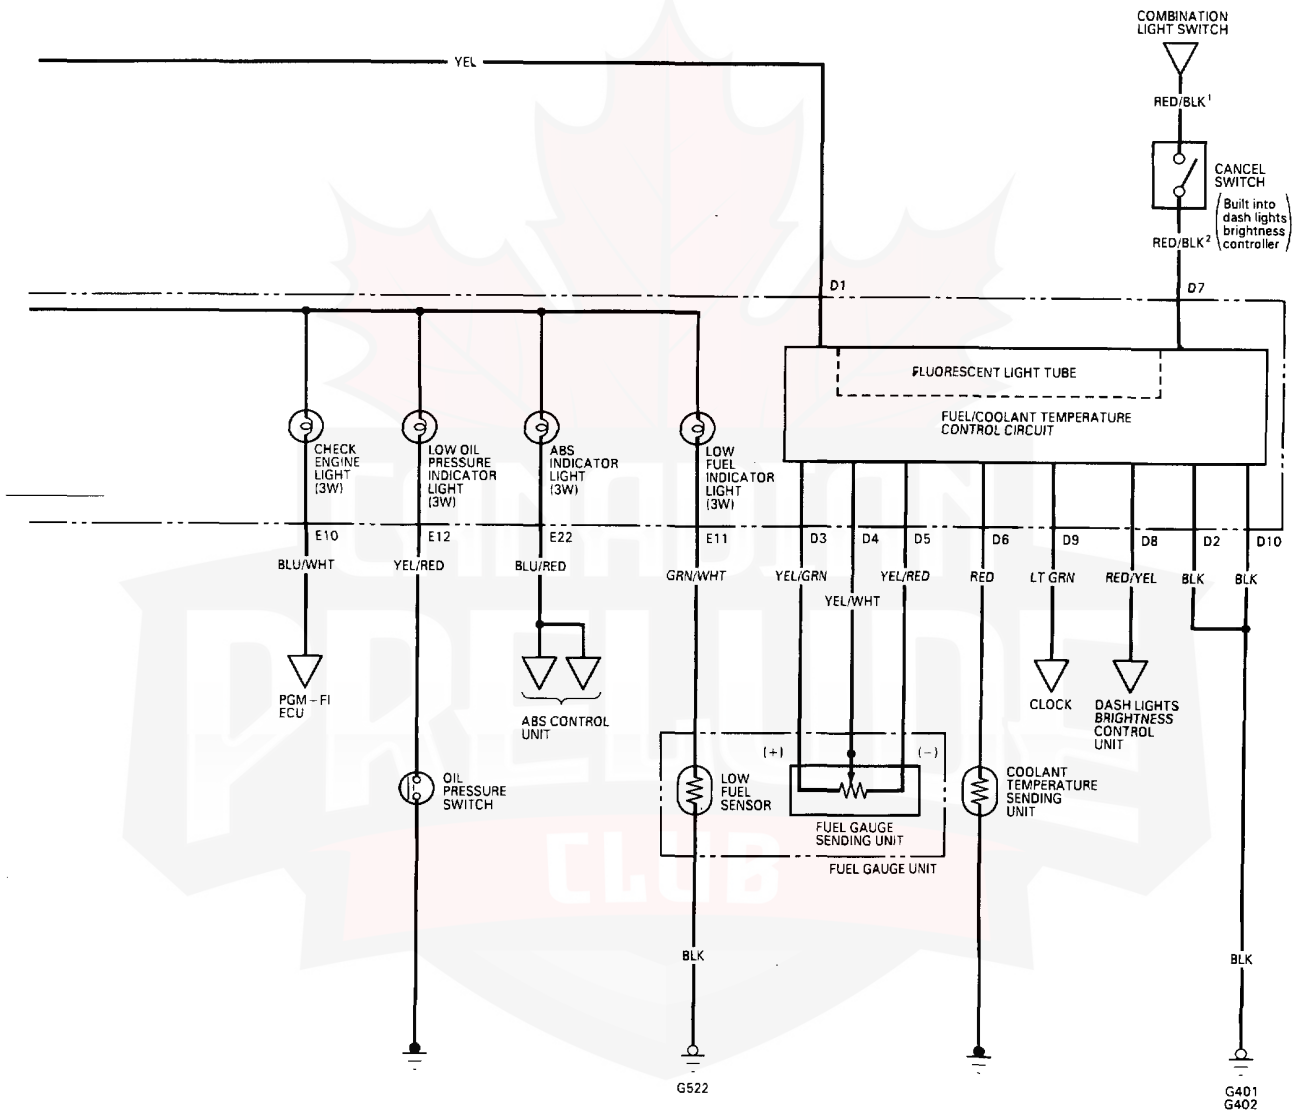 COMBINATION
LIGHT SWITCH
YEL
RED/BLK¹
CANCEL
SWITCH
(Built into
dash lights
brightness
controller)
RED/BLK²
D1
D7
FLUORESCENT LIGHT TUBE
FUEL/COOLANT TEMPERATURE
CONTROL CIRCUIT
CHECK
ENGINE
LIGHT
(3W)
LOW OIL
PRESSURE
INDICATOR
LIGHT
(3W)
ABS
INDICATOR
LIGHT
(3W)
LOW
FUEL
INDICATOR
LIGHT
(3W)
E10
E12
E22
E11
D3
D4
D5
D6
D9
D8
D2
D10
BLU/WHT
YEL/RED
BLU/RED
GRN/WHT
YEL/GRN
YEL/WHT
YEL/RED
RED
LT GRN
RED/YEL
BLK
BLK
PGM-FI
ECU
ABS CONTROL
UNIT
CLOCK
DASH LIGHTS
BRIGHTNESS
CONTROL
UNIT
OIL
PRESSURE
SWITCH
LOW
FUEL
SENSOR
(+)
(-)
FUEL GAUGE
SENDING UNIT
FUEL GAUGE UNIT
COOLANT
TEMPERATURE
SENDING
UNIT
BLK
BLK
G522
G401
G402
CANADIAN
PRELUDE
CLUB